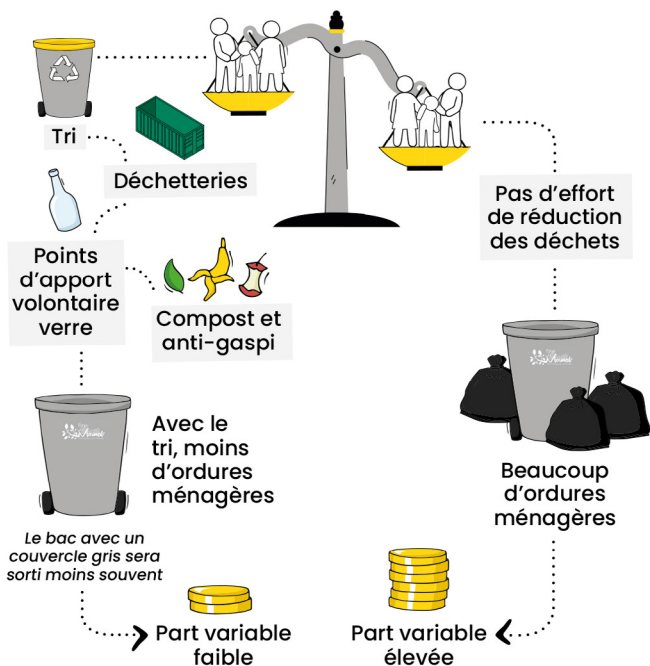 Tri
Déchetteries
Points
d'apport
volontaire
verre
Compost et
anti-gaspi
Avec le
tri, moins
d'ordures
ménagères
Le bac avec un
couvercle gris sera
sorti moins souvent
Part variable
faible
Pas d'effort
de réduction
des déchets
Beaucoup
d'ordures
ménagères
Part variable
élevée